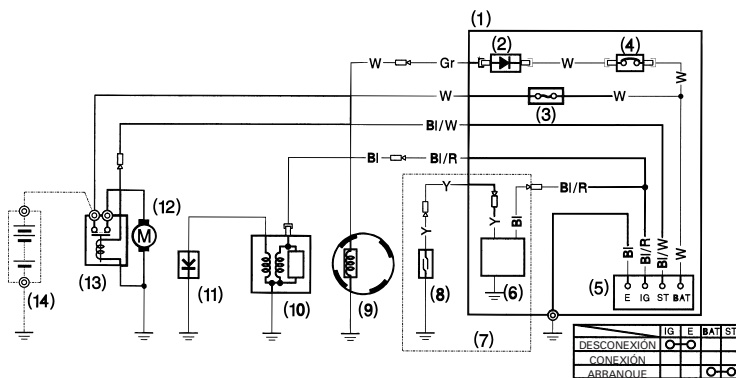 (1)
(2) (4)
W Gr W W
W W (3)
W
Bl/W
Bl Bl/R
Y Bl/R
Y Y Bl
Bl Bl/R Bl/W W
(12)
M
(13)
(14)
(11)
(10)
(9)
(8)
(6)
(7)
(5)
E IG ST BAT
IG E BAT ST
DESCONEXIÓN
CONEXIÓN
ARRANQUE